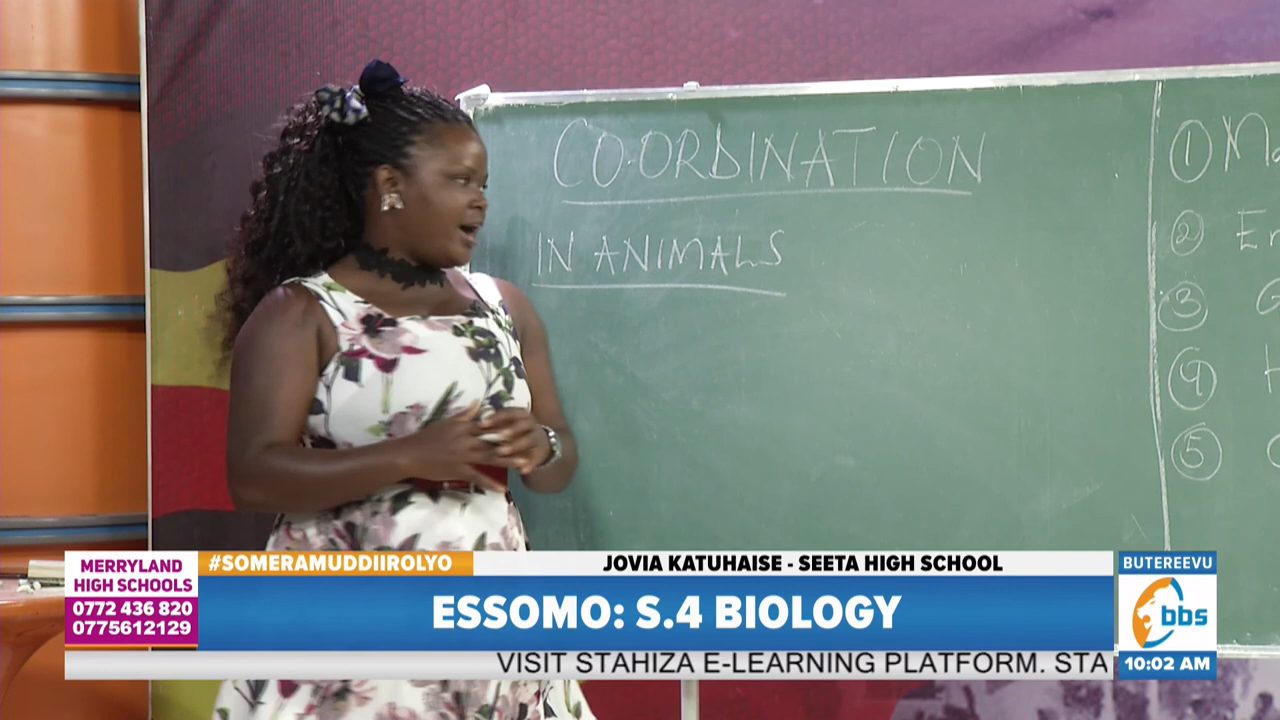 CO-ORDINATION
IN ANIMALS
①
②
③
④
⑤
MERRYLAND
HIGH SCHOOLS
0772 436 820
0775612129
#SOMERAMUDDIIROLYO
JOVIA KATUHAISE - SEETA HIGH SCHOOL
ESSOMO: S.4 BIOLOGY
VISIT STAHIZA E-LEARNING PLATFORM. STA
BUTEREEVU
bbs
10:02 AM